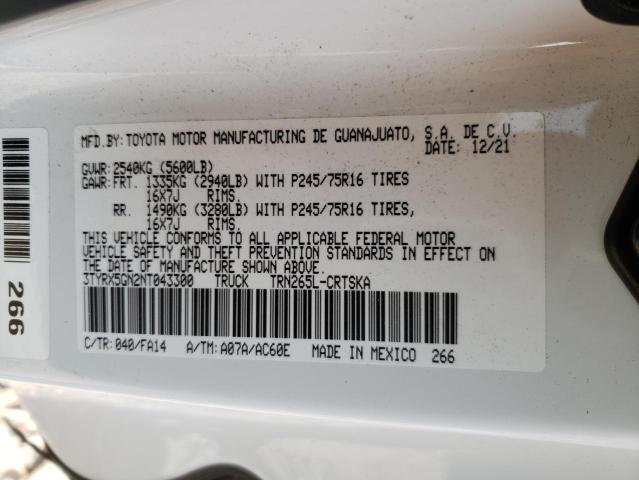 MFD.BY: TOYOTA MOTOR MANUFACTURING DE GUANAJUATO, S.A. DE C.V.
DATE: 12/21
GVWR: 2540KG (5600LB)
GAWR: FRT. 1335KG (2940LB) WITH P245/75R16 TIRES
16X7J RIMS.
RR. 1490KG (3280LB) WITH P245/75R16 TIRES,
16X7J RIMS.
THIS VEHICLE CONFORMS TO ALL APPLICABLE FEDERAL MOTOR
VEHICLE SAFETY AND THEFT PREVENTION STANDARDS IN EFFECT
ON THE DATE OF MANUFACTURE SHOWN ABOVE.
3TYRX5GN2NT043300 TRUCK TRN265L-CRTSKA
C/TR: 040/FA14 A/TM: A07A/AC60E MADE IN MEXICO 266
266